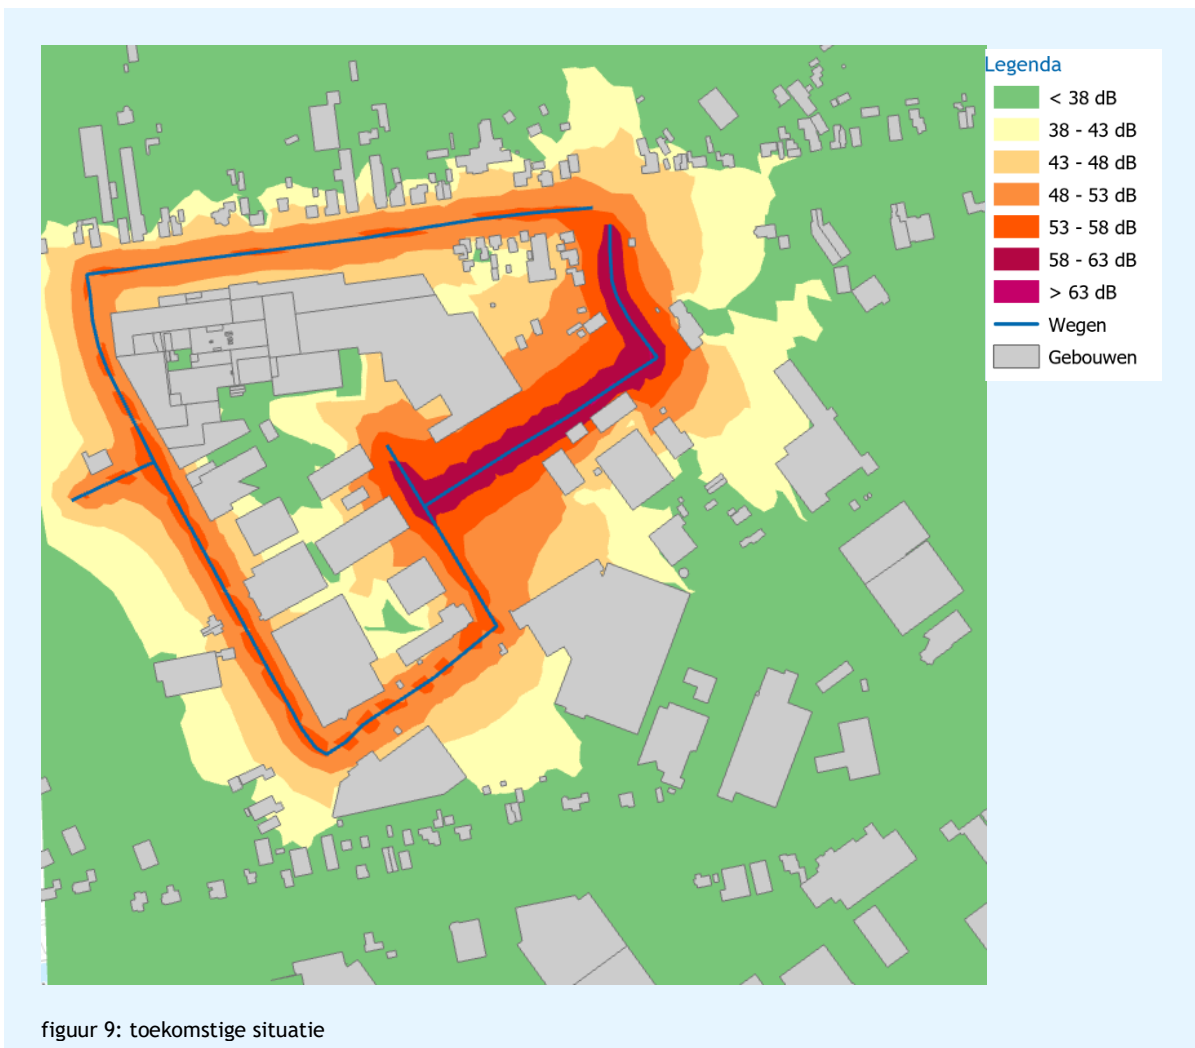 Legenda
< 38 dB
38 - 43 dB
43 - 48 dB
48 - 53 dB
53 - 58 dB
58 - 63 dB
> 63 dB
Wegen
Gebouwen
figuur 9: toekomstige situatie